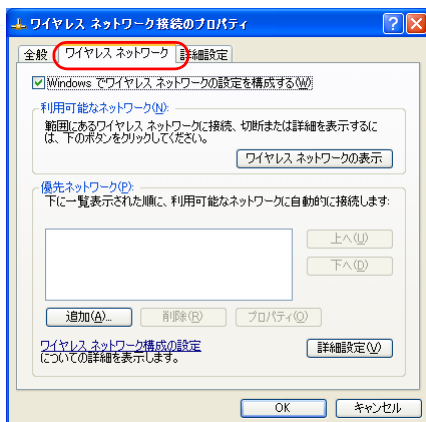 ワイヤレス ネットワーク接続のプロパティ
全般 ワイヤレス ネットワーク 詳細設定
Windows でワイヤレス ネットワークの設定を構成する(W)
利用可能なネットワーク(N):
範囲にあるワイヤレス ネットワークに接続、切断または詳細を表示するに
は、下のボタンをクリックしてください。
ワイヤレス ネットワークの表示
優先ネットワーク(P):
下に一覧表示された順に、利用可能なネットワークに自動的に接続します:
上へ(U)
下へ(D)
追加(A)... 削除(R) プロパティ(O)
ワイヤレス ネットワーク構成の設定
についての詳細を表示します。
詳細設定(V)
OK キャンセル